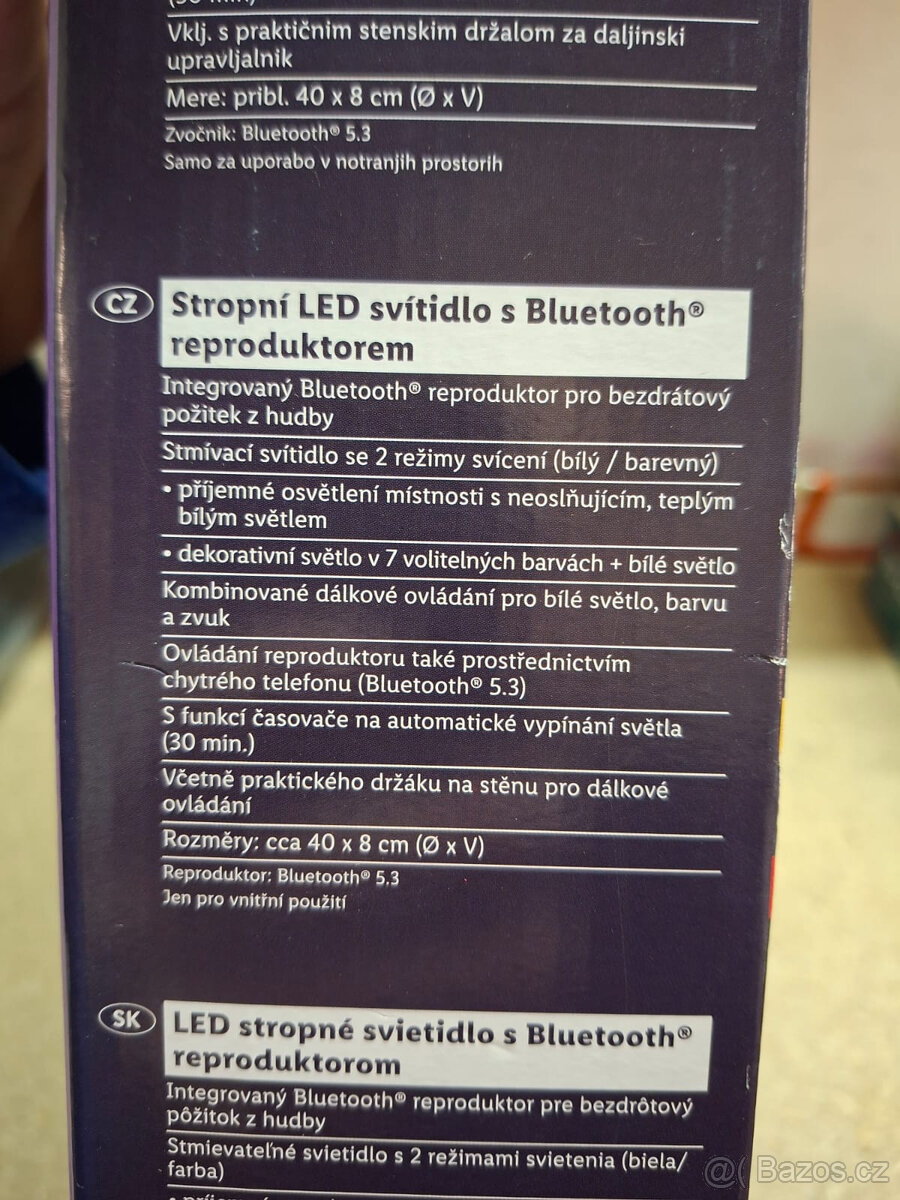 (30 min.)
Vklj. s praktičnim stenskim držalom za daljinski
upravljalnik
Mere: pribl. 40 x 8 cm (Ø x V)
Zvočnik: Bluetooth® 5.3
Samo za uporabo v notranjih prostorih
CZ
Stropní LED svítidlo s Bluetooth®
reproduktorem
Integrovaný Bluetooth® reproduktor pro bezdrátový
požitek z hudby
Stmívací svítidlo se 2 režimy svícení (bílý / barevný)
• příjemné osvětlení místnosti s neoslňujícím, teplým
bílým světlem
• dekorativní světlo v 7 volitelných barvách + bílé světlo
Kombinované dálkové ovládání pro bílé světlo, barvu
a zvuk
Ovládání reproduktoru také prostřednictvím
chytrého telefonu (Bluetooth® 5.3)
S funkcí časovače na automatické vypínání světla
(30 min.)
Včetně praktického držáku na stěnu pro dálkové
ovládání
Rozměry: cca 40 x 8 cm (Ø x V)
Reproduktor: Bluetooth® 5.3
Jen pro vnitřní použití
SK
LED stropné svietidlo s Bluetooth®
reproduktorom
Integrovaný Bluetooth® reproduktor pre bezdrôtový
pôžitok z hudby
Stmievateľné svietidlo s 2 režimami svietenia (biela/
farba)
@( Bazos.cz